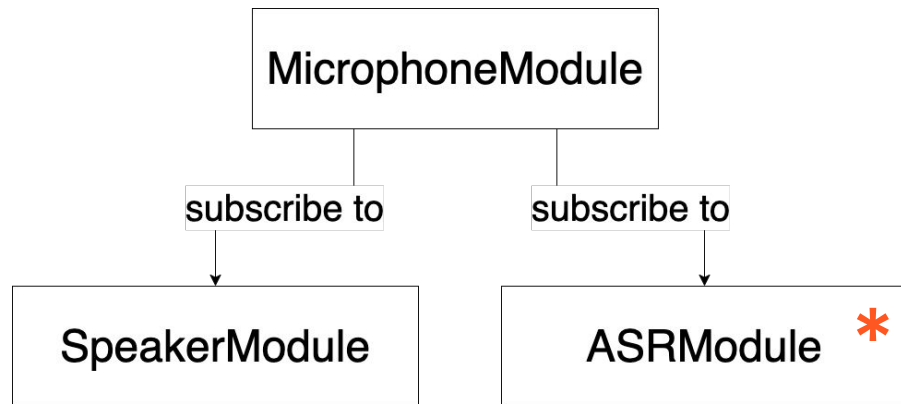 MicrophoneModule
subscribe to
subscribe to
SpeakerModule
ASRModule *